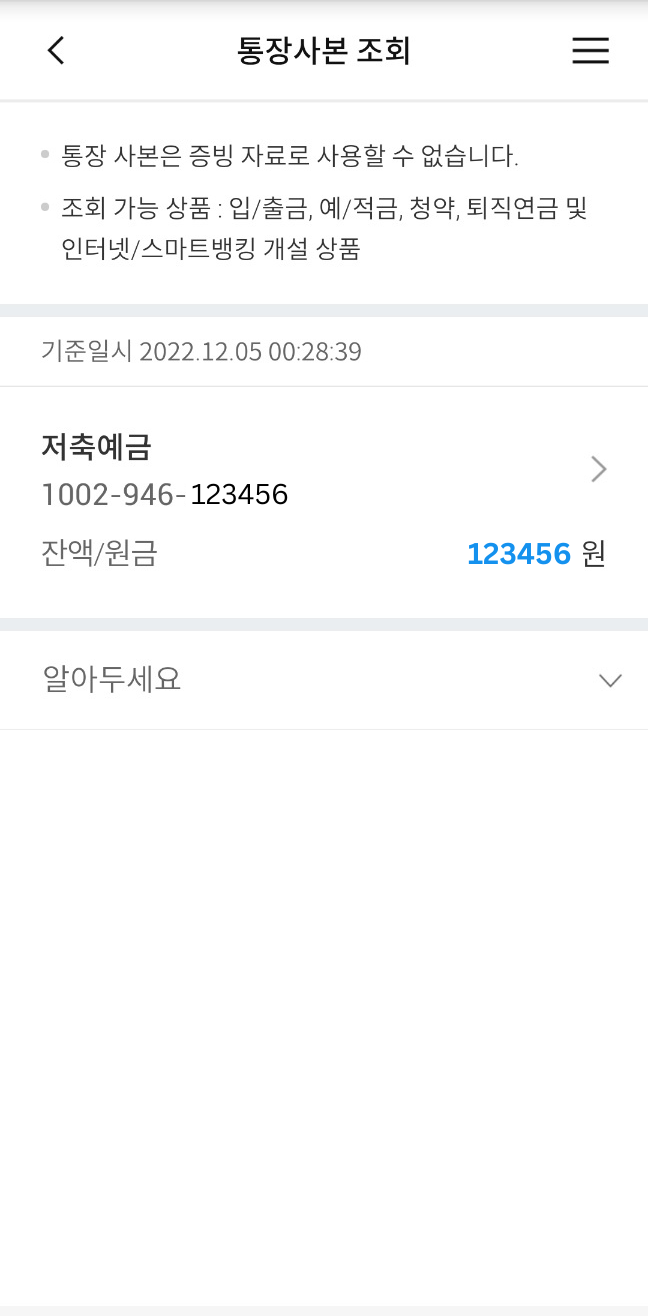 통장사본 조회
통장 사본은 증빙 자료로 사용할 수 없습니다.
조회 가능 상품 : 입/출금, 예/적금, 청약, 퇴직연금 및
인터넷/스마트뱅킹 개설 상품
기준일시 2022.12.05 00:28:39
저축예금
1002-946-123456
잔액/원금 123456 원
알아두세요